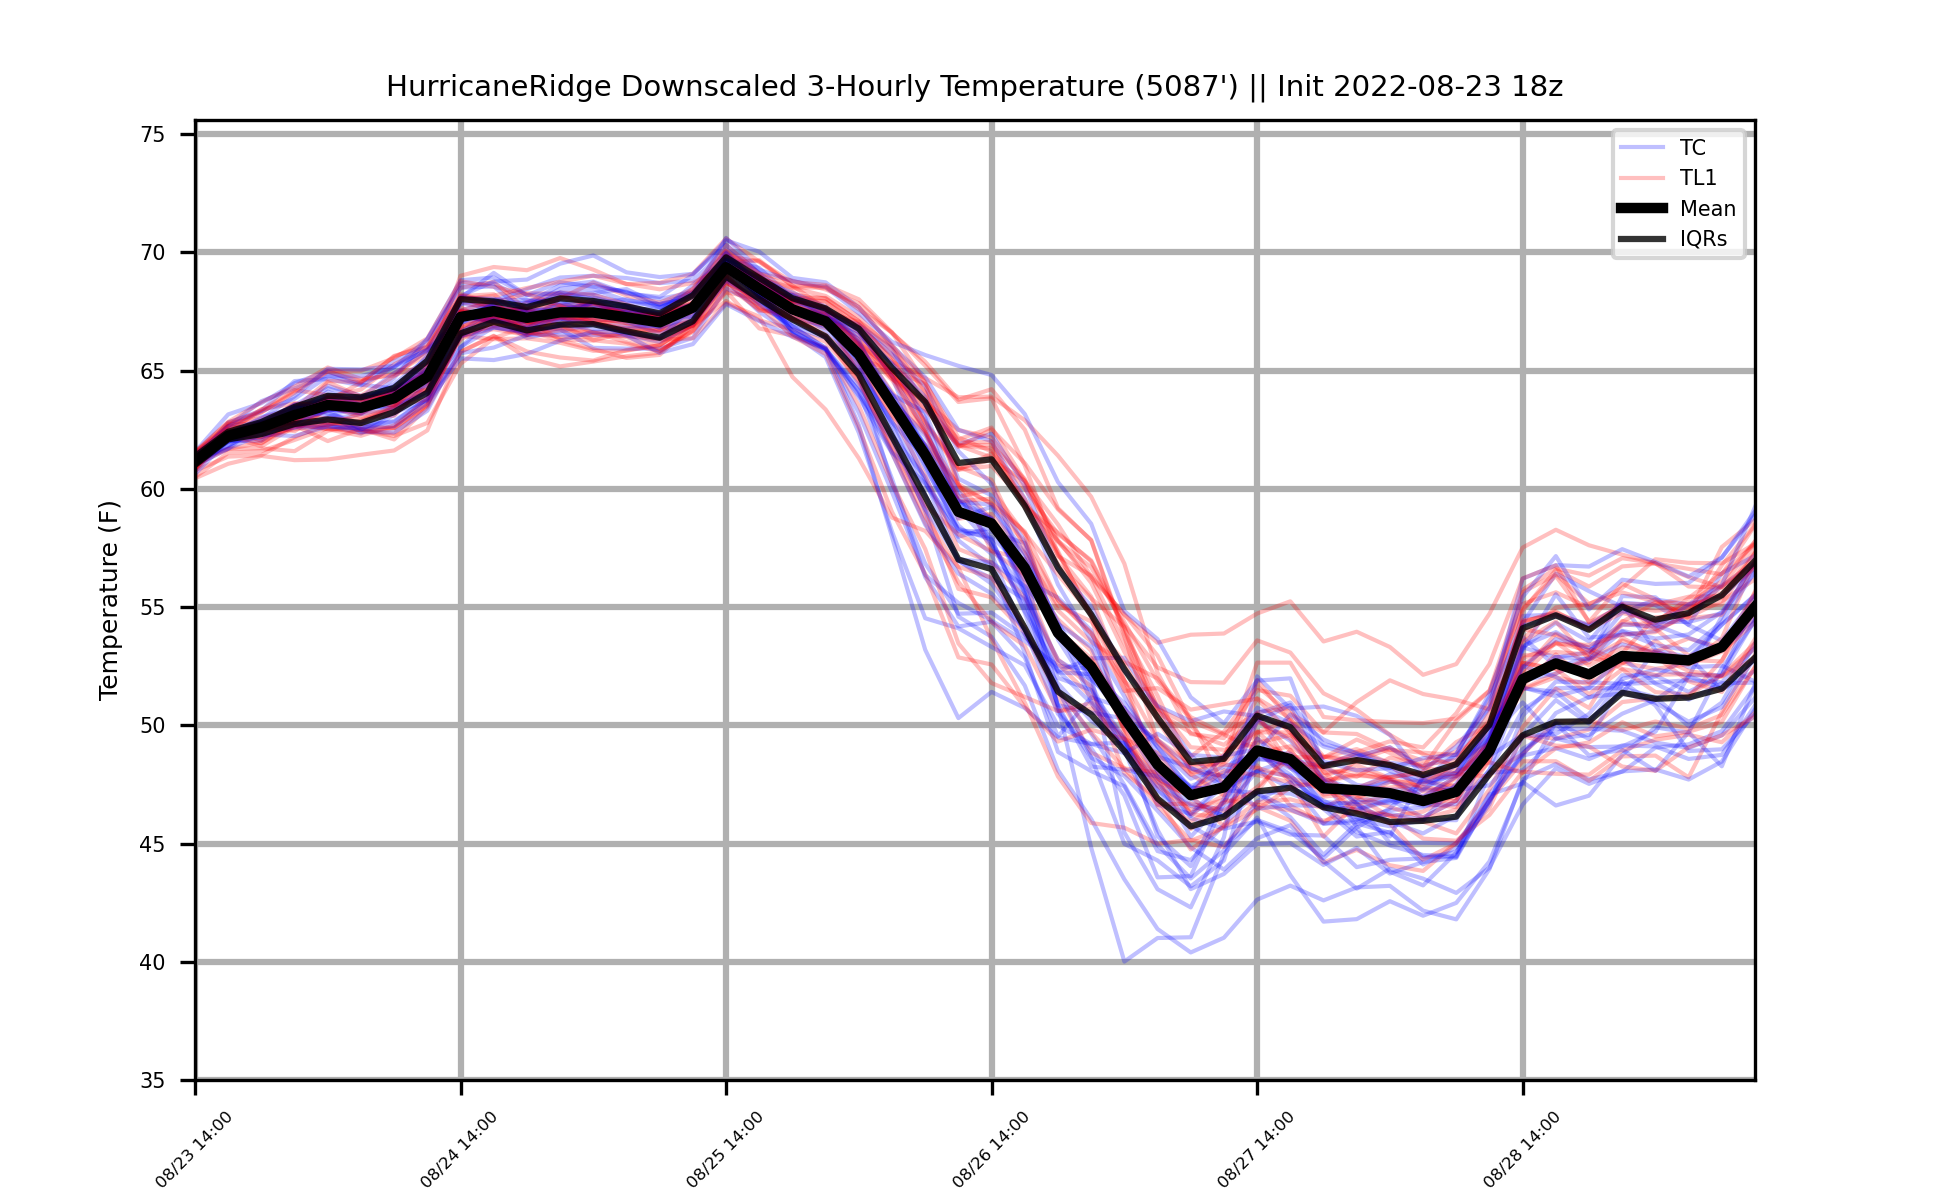 HurricaneRidge Downscaled 3-Hourly Temperature (5087') || Init 2022-08-23 18z
TC
TL1
Mean
IQRs
Temperature (F)
75
70
65
60
55
50
45
40
35
08/23 14:00
08/24 14:00
08/25 14:00
08/26 14:00
08/27 14:00
08/28 14:00